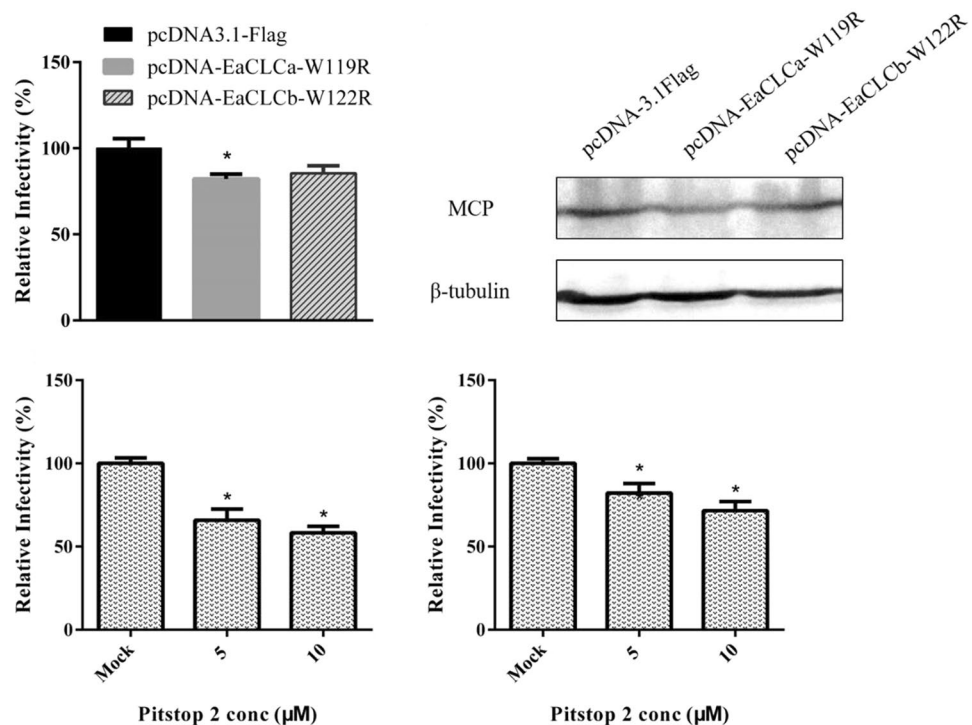 pcDNA3.1-Flag
pcDNA-EaCLCa-W119R
pcDNA-EaCLCb-W122R
Relative Infectivity (%)
150
100
50
0
*
pcDNA-3.1Flag
pcDNA-EaCLCa-W119R
pcDNA-EaCLCb-W122R
MCP
β-tubulin
Relative Infectivity (%)
150
100
50
0
*
*
Mock
5
10
Pitstop 2 conc (μM)
Relative Infectivity (%)
150
100
50
0
*
*
*
Mock
5
10
Pitstop 2 conc (μM)